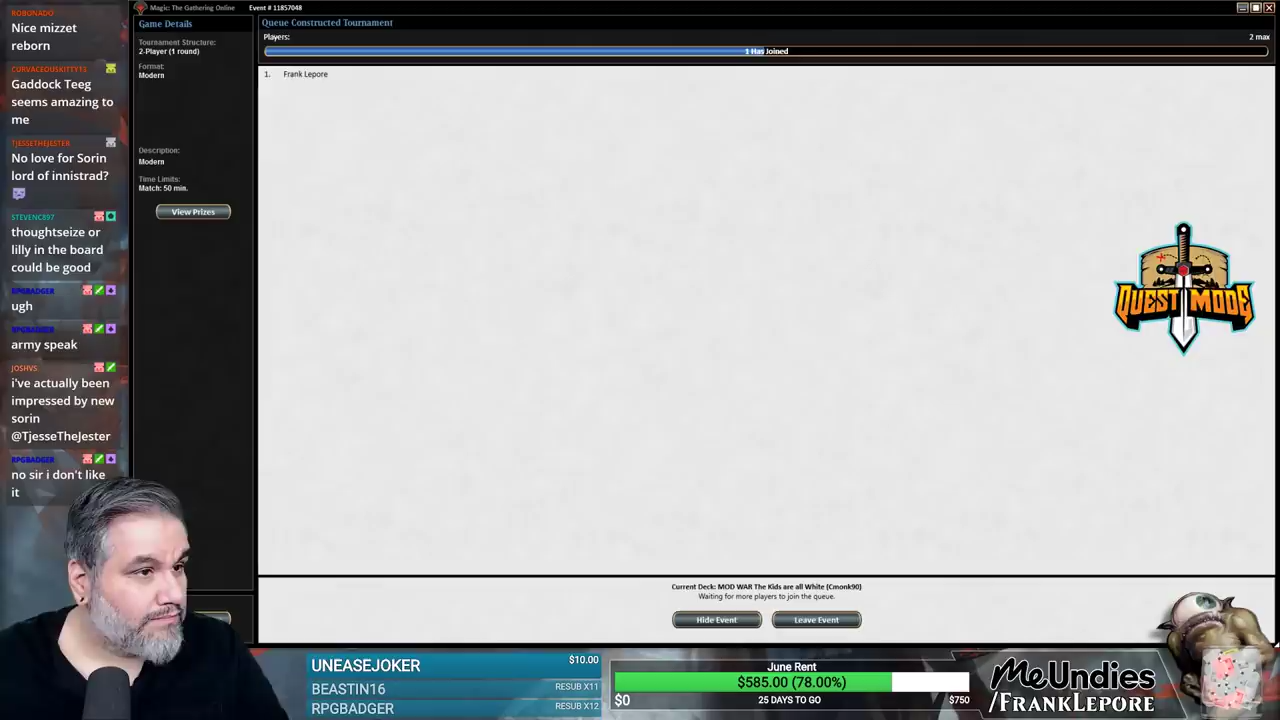 ROBONADO
Nice mizzet
reborn
Gaddock Teeg
seems amazing to
me
TJESSETHEJESTER
No love for Sorin
lord of innistrad?
STEVENC897
thoughtseize or
lilly in the board
could be good
RPGBADGER
ugh
RPGBADGER
army speak
JOSHVS
i've actually been
impressed by new
sorin
@TjesseTheJester
RPGBADGER
no sir i don't like
it
Magic: The Gathering Online Event # 11857048
Game Details
Tournament Structure:
2-Player (1 round)
Format:
Modern
Description:
Modern
Time Limits:
Match: 50 min.
View Prizes
Queue Constructed Tournament
Players: 2 max
1 Has Joined
1. Frank Lepore
QUEST MODE
Current Deck: MOD WAR The Kids are all White (Cmonk90)
Waiting for more players to join the queue.
Hide Event Leave Event
UNEASEJOKER $10.00
BEASTIN16 RESUB X11
RPGBADGER RESUB X12
June Rent
$585.00 (78.00%)
$0 25 DAYS TO GO $750
MeUndies
/FRANKLEPORE